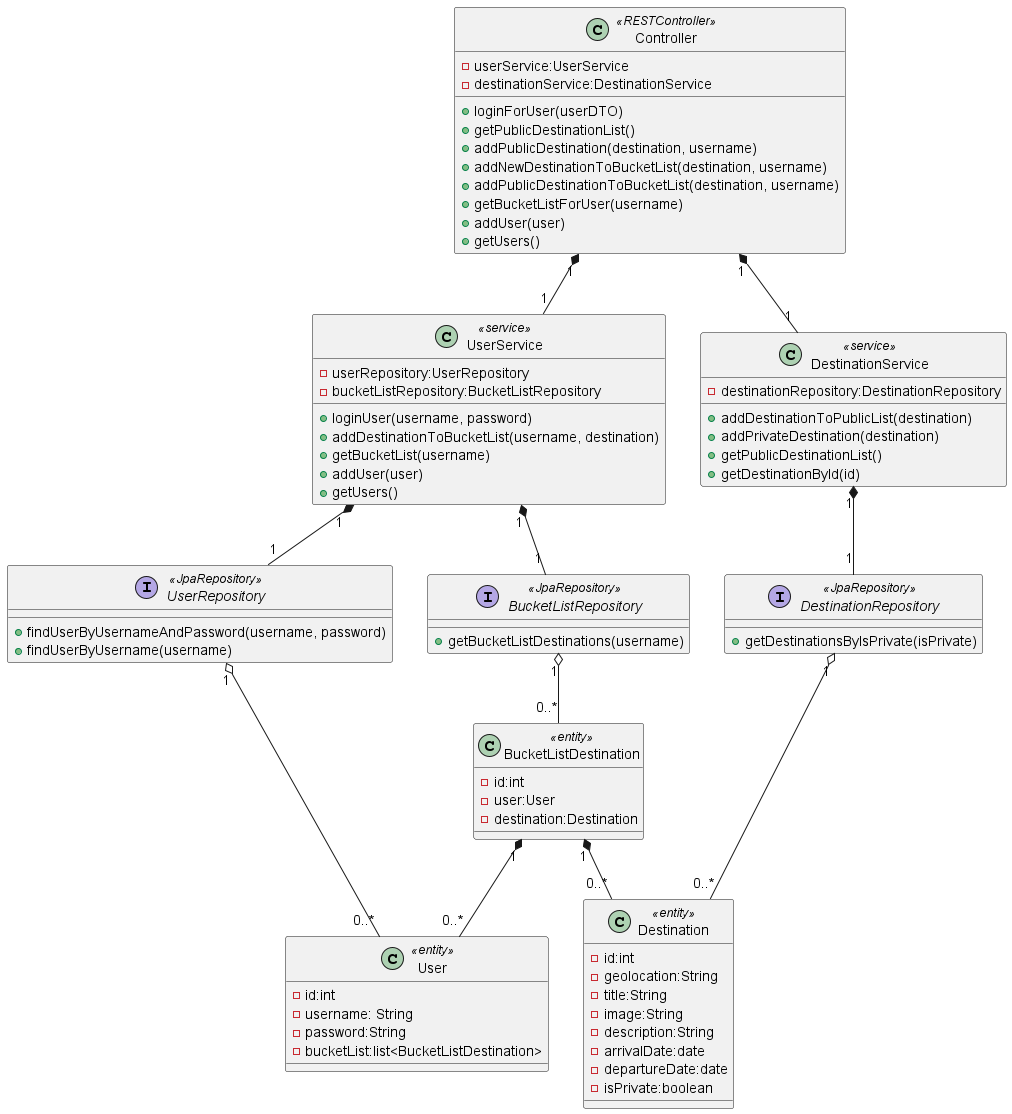 C
«RESTController»
Controller
userService:UserService
destinationService:DestinationService
loginForUser(userDTO)
getPublicDestinationList()
addPublicDestination(destination, username)
addNewDestinationToBucketList(destination, username)
addPublicDestinationToBucketList(destination, username)
getBucketListForUser(username)
addUser(user)
getUsers()
1
1
1
1
C
«service»
UserService
userRepository:UserRepository
bucketListRepository:BucketListRepository
loginUser(username, password)
addDestinationToBucketList(username, destination)
getBucketList(username)
addUser(user)
getUsers()
C
«service»
DestinationService
destinationRepository:DestinationRepository
addDestinationToPublicList(destination)
addPrivateDestination(destination)
getPublicDestinationList()
getDestinationById(id)
1
1
1
1
1
1
I
«JpaRepository»
UserRepository
findUserByUsernameAndPassword(username, password)
findUserByUsername(username)
I
«JpaRepository»
BucketListRepository
getBucketListDestinations(username)
I
«JpaRepository»
DestinationRepository
getDestinationsByIsPrivate(isPrivate)
1
1
1
0..*
C
«entity»
BucketListDestination
id:int
user:User
destination:Destination
1
1
0..*
0..*
0..*
0..*
C
«entity»
User
id:int
username: String
password:String
bucketList:list<BucketListDestination>
C
«entity»
Destination
id:int
geolocation:String
title:String
image:String
description:String
arrivalDate:date
departureDate:date
isPrivate:boolean